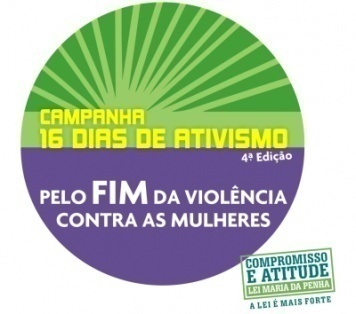 CAMPANHA
16 DIAS DE ATIVISMO
4ª Edição
PELO FIM DA VIOLÊNCIA
CONTRA AS MULHERES
COMPROMISSO
E ATITUDE
LEI MARIA DA PENHA
A LEI É MAIS FORTE